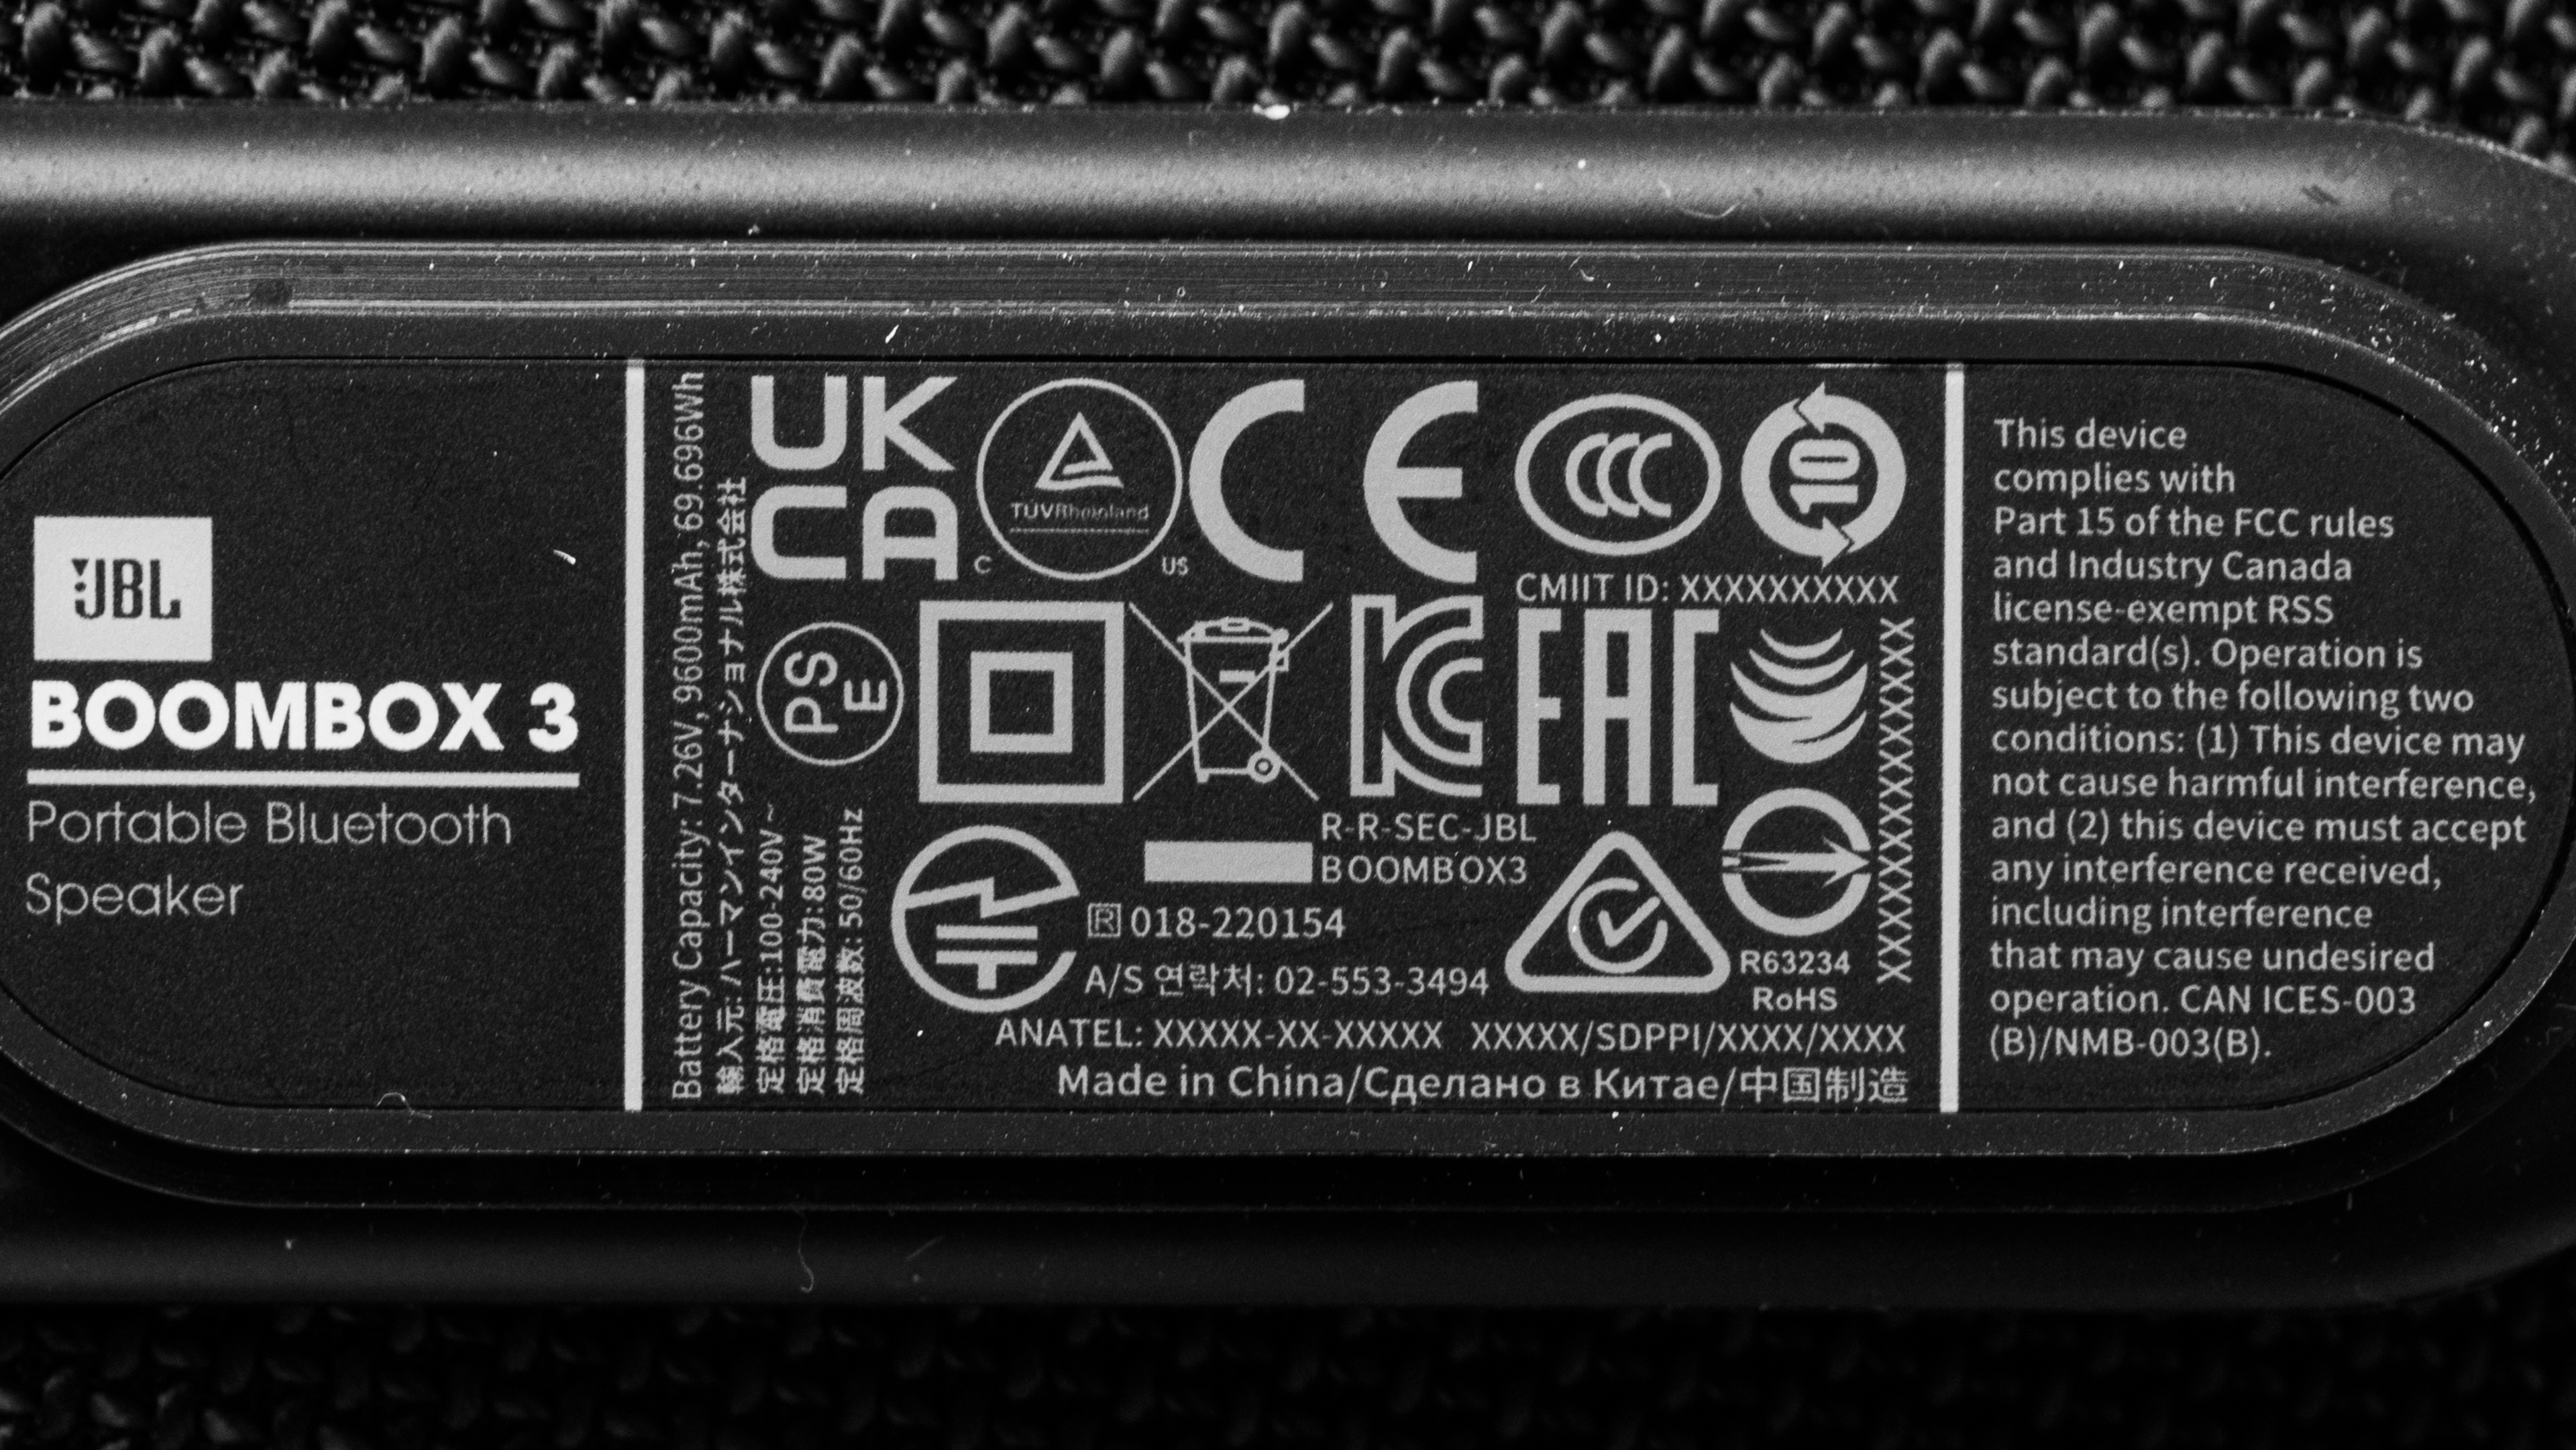 JBL
BOOMBOX 3
Portable Bluetooth
Speaker
Battery Capacity: 7.26V, 9600mAh, 69.696Wh
輸入元: ハーマンインターナショナル株式会社
定格電圧:100-240V~
定格消費電力:80W
定格周波数: 50/60Hz
UK
CA
TÜVRheinland
C US
CE
CCC
10
CMIIT ID: XXXXXXXXXX
PS
E
EAC
R-R-SEC-JBL
BOOMBOX3
R 018-220154
A/S 연락처: 02-553-3494
R63234
RoHS
ANATEL: XXXXX-XX-XXXXX XXXXX/SDPPI/XXXX/XXXX
Made in China/Сделано в Китае/中国制造
This device
complies with
Part 15 of the FCC rules
and Industry Canada
license-exempt RSS
standard(s). Operation is
subject to the following two
conditions: (1) This device may
not cause harmful interference,
and (2) this device must accept
any interference received,
including interference
that may cause undesired
operation. CAN ICES-003
(B)/NMB-003(B).